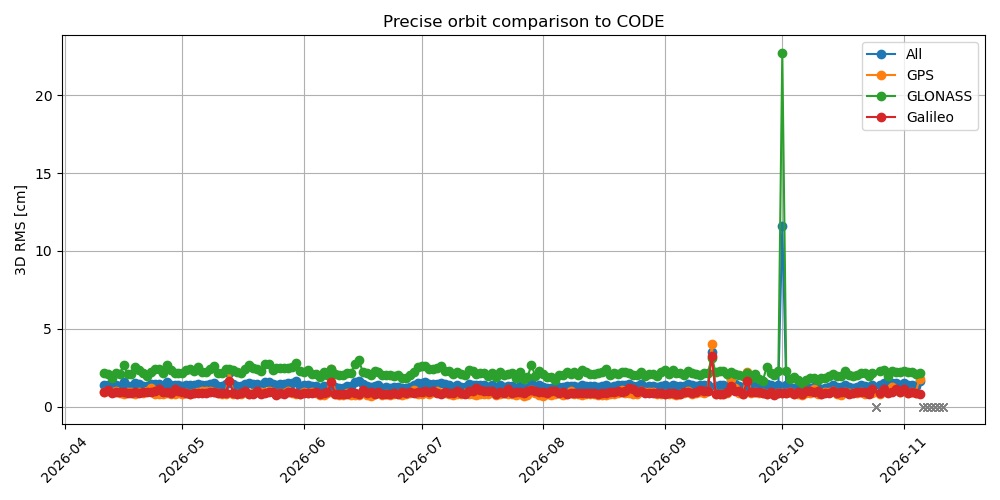 Precise orbit comparison to CODE
3D RMS [cm]
20
15
10
5
0
All
GPS
GLONASS
Galileo
2026-04
2026-05
2026-06
2026-07
2026-08
2026-09
2026-10
2026-11